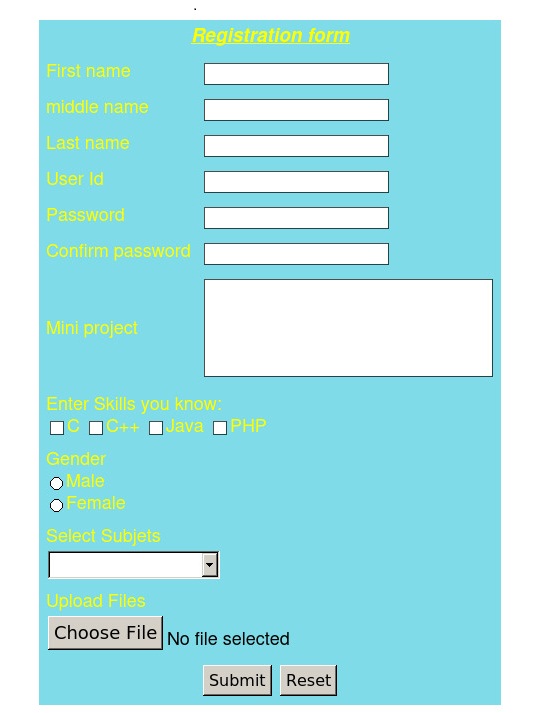 .
Registration form
First name
middle name
Last name
User Id
Password
Confirm password
Mini project
Enter Skills you know:
C C++ Java PHP
Gender
Male
Female
Select Subjets
Upload Files
Choose File No file selected
Submit Reset